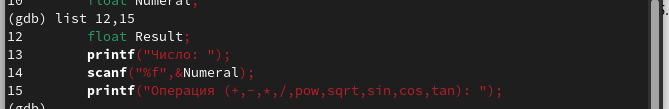 10 float Numeral;
(gdb) list 12,15
12 float Result;
13 printf("Число: ");
14 scanf("%f",&Numeral);
15 printf("Операция (+,-,*,/,pow,sqrt,sin,cos,tan): ");
(gdb)